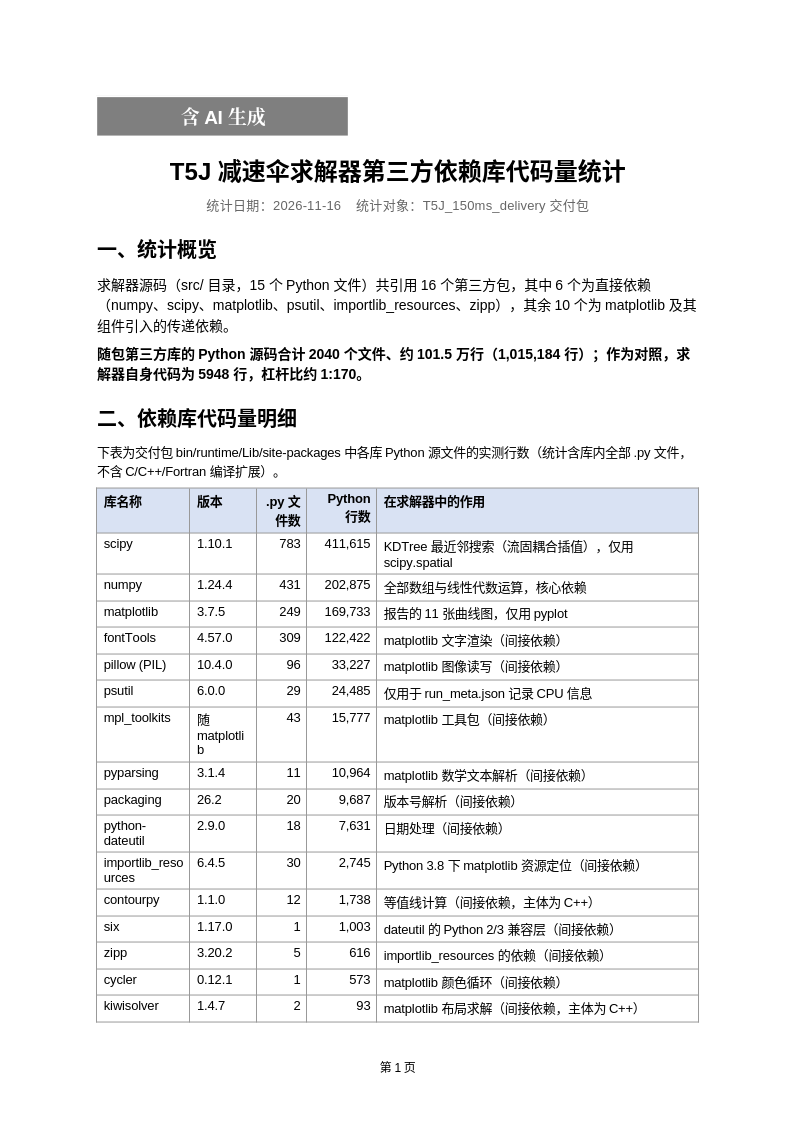 含 AI 生成
T5J 减速伞求解器第三方依赖库代码量统计
统计日期：2026-11-16 统计对象：T5J_150ms_delivery 交付包
一、统计概览
求解器源码（src/ 目录，15 个 Python 文件）共引用 16 个第三方包，其中 6 个为直接依赖
（numpy、scipy、matplotlib、psutil、importlib_resources、zipp），其余 10 个为 matplotlib 及其
组件引入的传递依赖。
随包第三方库的 Python 源码合计 2040 个文件、约 101.5 万行（1,015,184 行）；作为对照，求
解器自身代码为 5948 行，杠杆比约 1:170。
二、依赖库代码量明细
下表为交付包 bin/runtime/Lib/site-packages 中各库 Python 源文件的实测行数（统计含库内全部 .py 文件，
不含 C/C++/Fortran 编译扩展）。
库名称 版本 .py 文 Python 在求解器中的作用
件数 行数
scipy 1.10.1 783 411,615 KDTree 最近邻搜索（流固耦合插值），仅用
scipy.spatial
numpy 1.24.4 431 202,875 全部数组与线性代数运算，核心依赖
matplotlib 3.7.5 249 169,733 报告的 11 张曲线图，仅用 pyplot
fontTools 4.57.0 309 122,422 matplotlib 文字渲染（间接依赖）
pillow (PIL) 10.4.0 96 33,227 matplotlib 图像读写（间接依赖）
psutil 6.0.0 29 24,485 仅用于 run_meta.json 记录 CPU 信息
mpl_toolkits 随 43 15,777 matplotlib 工具包（间接依赖）
matplotli
b
pyparsing 3.1.4 11 10,964 matplotlib 数学文本解析（间接依赖）
packaging 26.2 20 9,687 版本号解析（间接依赖）
python- 2.9.0 18 7,631 日期处理（间接依赖）
dateutil
importlib_reso 6.4.5 30 2,745 Python 3.8 下 matplotlib 资源定位（间接依赖）
urces
contourpy 1.1.0 12 1,738 等值线计算（间接依赖，主体为 C++）
six 1.17.0 1 1,003 dateutil 的 Python 2/3 兼容层（间接依赖）
zipp 3.20.2 5 616 importlib_resources 的依赖（间接依赖）
cycler 0.12.1 1 573 matplotlib 颜色循环（间接依赖）
kiwisolver 1.4.7 2 93 matplotlib 布局求解（间接依赖，主体为 C++）
第 1 页